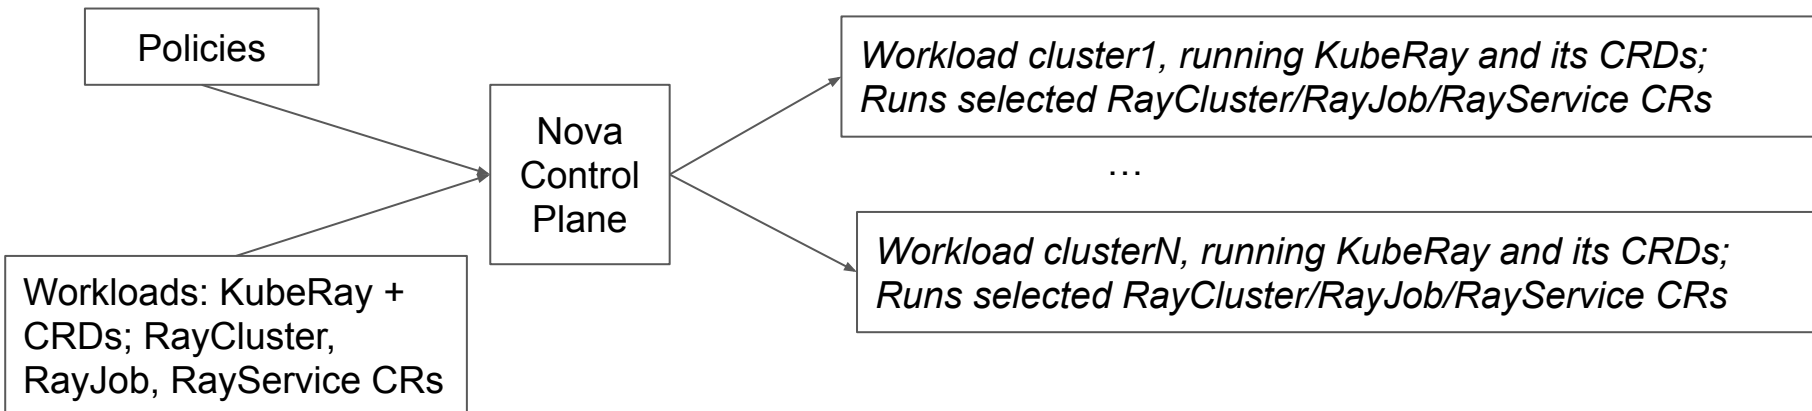 Policies
Workloads: KubeRay +
CRDs; RayCluster,
RayJob, RayService CRs
Nova
Control
Plane
Workload cluster1, running KubeRay and its CRDs;
Runs selected RayCluster/RayJob/RayService CRs
…
Workload clusterN, running KubeRay and its CRDs;
Runs selected RayCluster/RayJob/RayService CRs